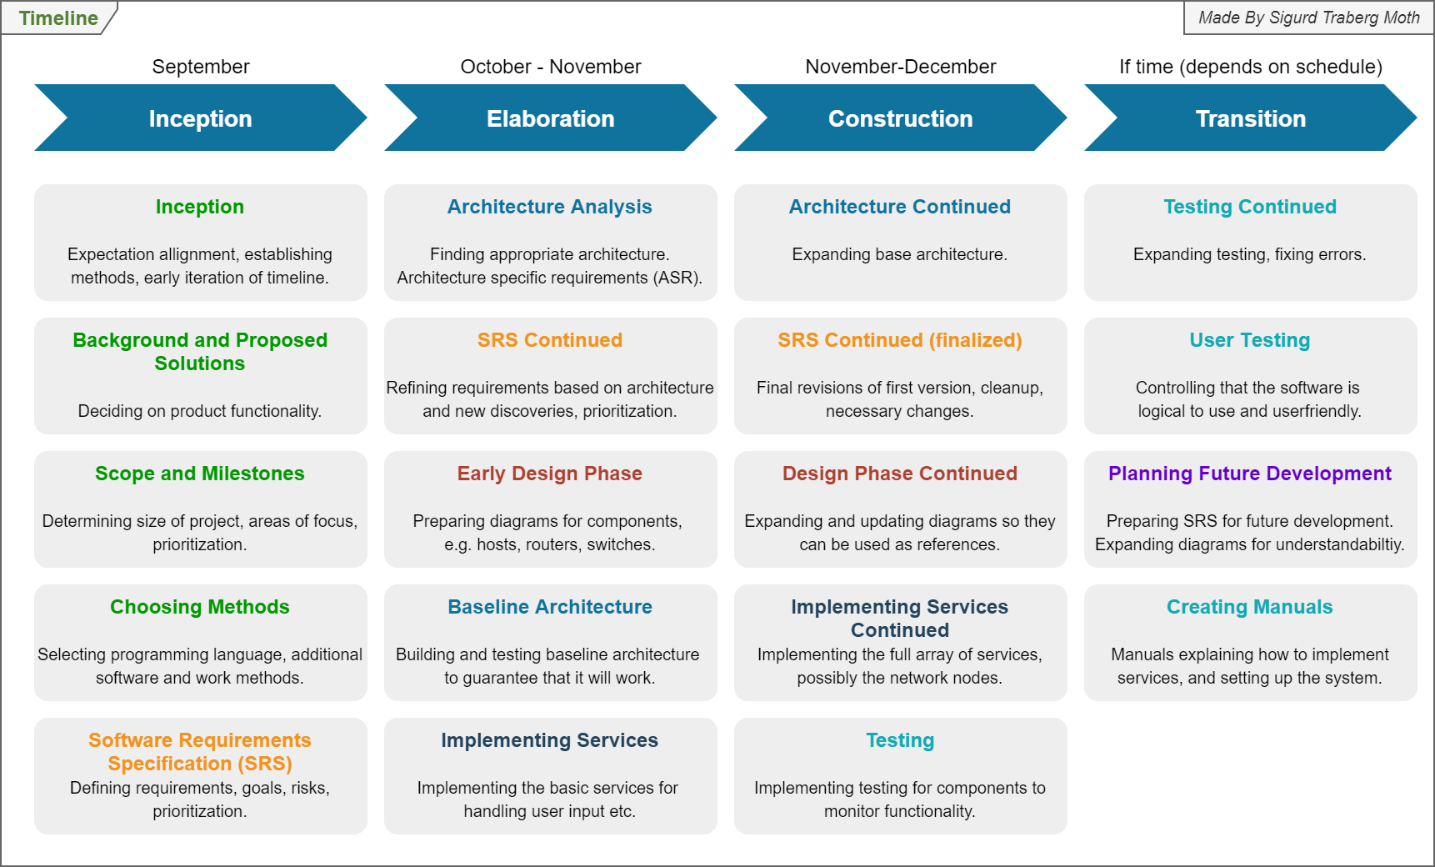 Timeline
Made By Sigurd Traberg Moth
September
Inception
Inception
Expectation allignment, establishing
methods, early iteration of timeline.
Background and Proposed
Solutions
Deciding on product functionality.
Scope and Milestones
Determining size of project, areas of focus,
prioritization.
Choosing Methods
Selecting programming language, additional
software and work methods.
Software Requirements
Specification (SRS)
Defining requirements, goals, risks,
prioritization.
October - November
Elaboration
Architecture Analysis
Finding appropriate architecture.
Architecture specific requirements (ASR).
SRS Continued
Refining requirements based on architecture
and new discoveries, prioritization.
Early Design Phase
Preparing diagrams for components,
e.g. hosts, routers, switches.
Baseline Architecture
Building and testing baseline architecture
to guarantee that it will work.
Implementing Services
Implementing the basic services for
handling user input etc.
November-December
Construction
Architecture Continued
Expanding base architecture.
SRS Continued (finalized)
Final revisions of first version, cleanup,
necessary changes.
Design Phase Continued
Expanding and updating diagrams so they
can be used as references.
Implementing Services
Continued
Implementing the full array of services,
possibly the network nodes.
Testing
Implementing testing for components to
monitor functionality.
If time (depends on schedule)
Transition
Testing Continued
Expanding testing, fixing errors.
User Testing
Controlling that the software is
logical to use and userfriendly.
Planning Future Development
Preparing SRS for future development.
Expanding diagrams for understandabiltiy.
Creating Manuals
Manuals explaining how to implement
services, and setting up the system.